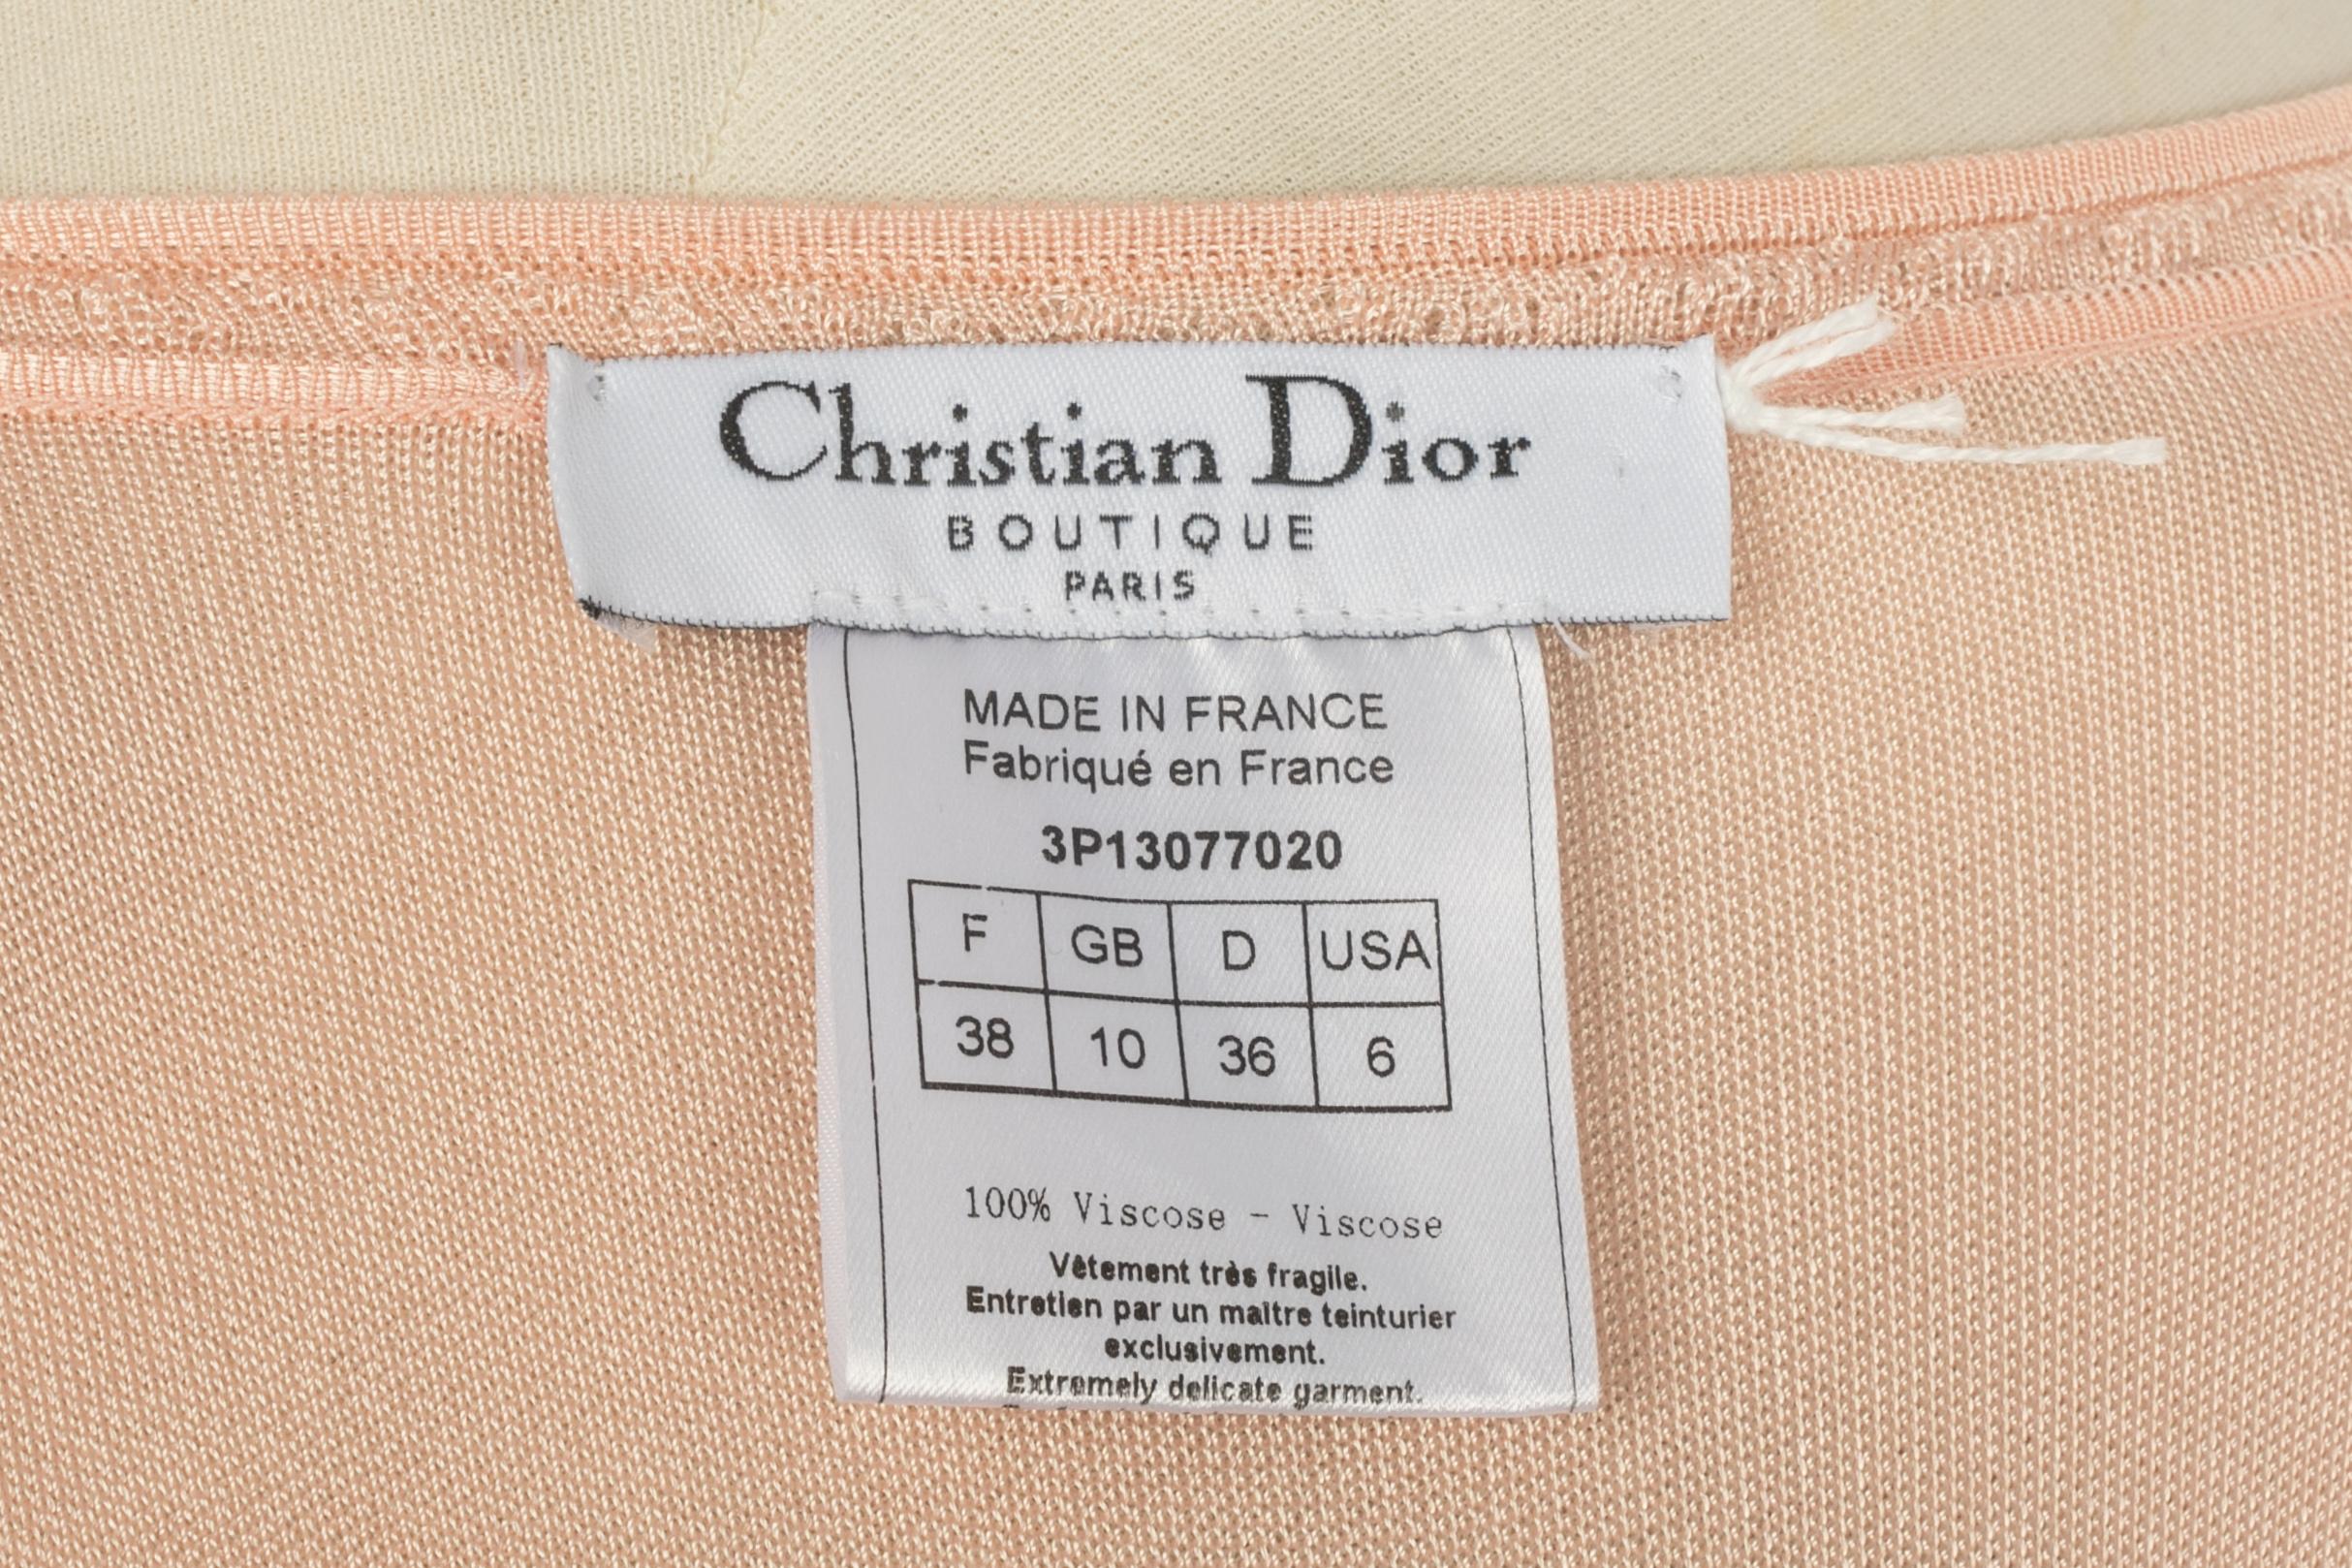 Christian Dior
BOUTIQUE
PARIS
MADE IN FRANCE
Fabriqué en France
3P13077020
F GB D USA
38 10 36 6
100% Viscose - Viscose
Vêtement très fragile.
Entretien par un maître teinturier
exclusivement.
Extremely delicate garment.